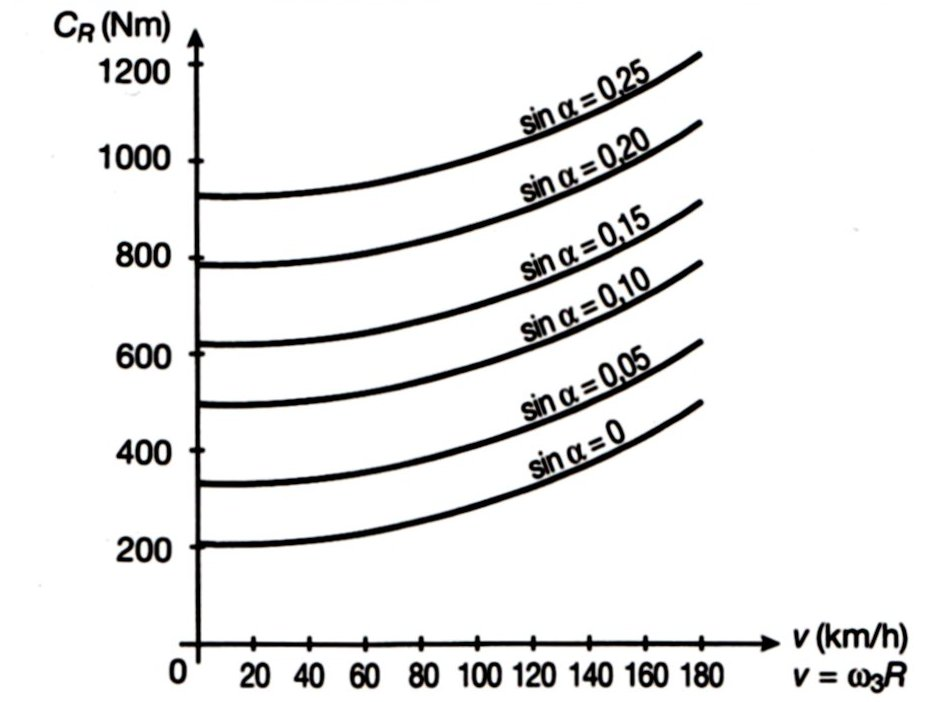 C_R (Nm)
1200
1000
800
600
400
200
0
sin α = 0,25
sin α = 0,20
sin α = 0,15
sin α = 0,10
sin α = 0,05
sin α = 0
20 40 60 80 100 120 140 160 180
v (km/h)
v = ω₃R